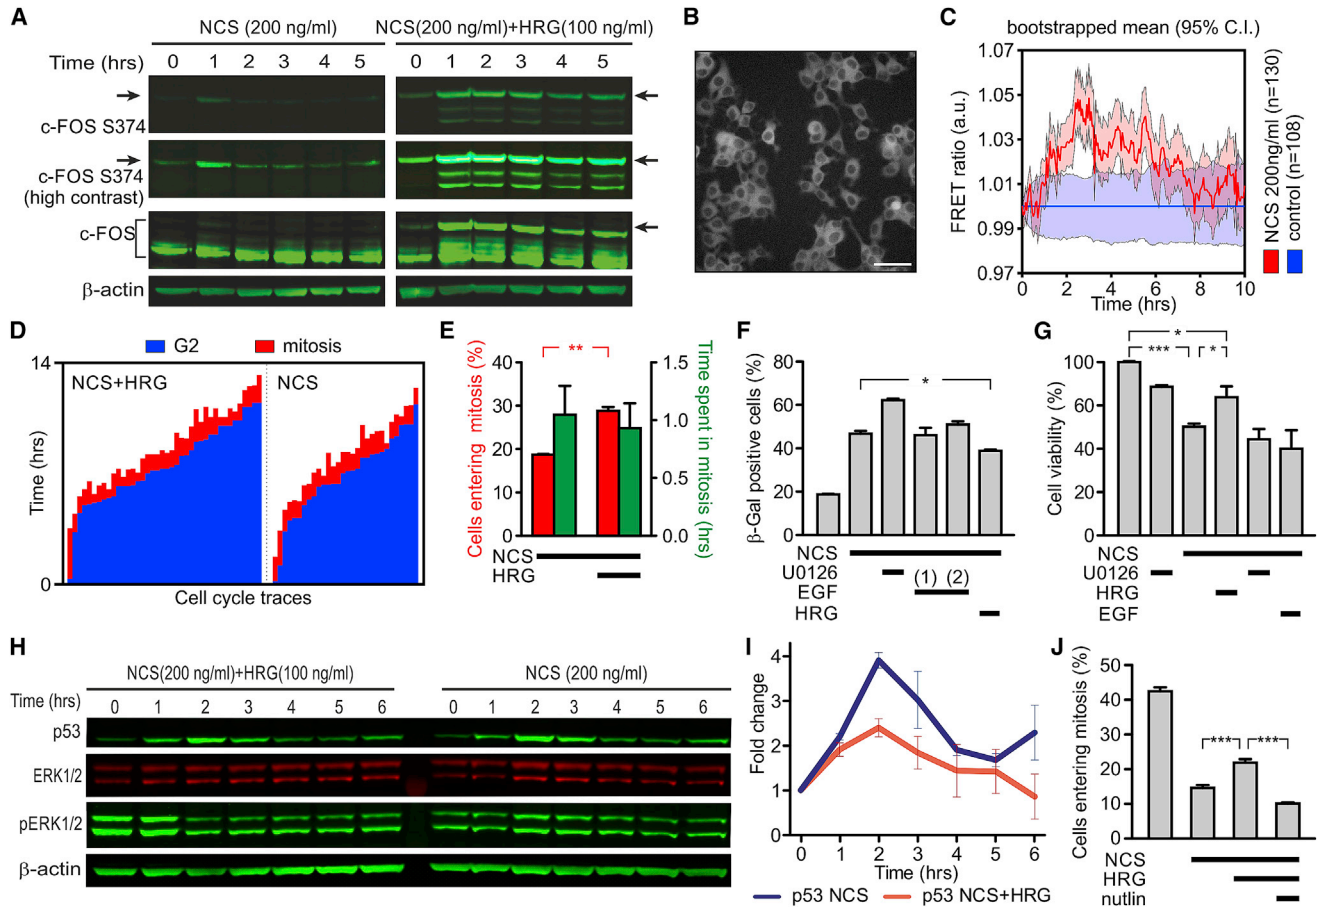 A
NCS (200 ng/ml)
NCS(200 ng/ml)+HRG(100 ng/ml)
Time (hrs)
0 1 2 3 4 5
0 1 2 3 4 5
c-FOS S374
c-FOS S374
(high contrast)
c-FOS
β-actin
B
C
bootstrapped mean (95% C.I.)
FRET ratio (a.u.)
1.07
1.05
1.03
1.01
0.99
0.97
0 2 4 6 8 10
Time (hrs)
NCS 200ng/ml (n=130)
control (n=108)
D
G2
mitosis
14
NCS+HRG
NCS
Time (hrs)
0
Cell cycle traces
E
Cells entering mitosis (%)
40
30
20
10
0
**
1.5
1.0
0.5
0.0
Time spent in mitosis (hrs)
NCS
HRG
F
β-Gal positive cells (%)
80
60
40
20
0
*
NCS
U0126
(1) (2)
EGF
HRG
G
Cell viability (%)
100
80
60
40
20
0
*
*** *
NCS
U0126
HRG
EGF
H
NCS(200 ng/ml)+HRG(100 ng/ml)
NCS (200 ng/ml)
Time (hrs)
0 1 2 3 4 5 6
0 1 2 3 4 5 6
p53
ERK1/2
pERK1/2
β-actin
I
Fold change
4
3
2
1
0
0 1 2 3 4 5 6
Time (hrs)
p53 NCS
p53 NCS+HRG
J
Cells entering mitosis (%)
50
40
30
20
10
0
*** ***
NCS
HRG
nutlin